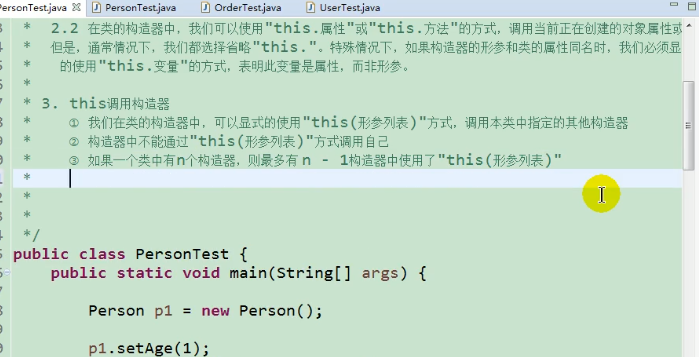 PersonTest.java PersonTest.java OrderTest.java UserTest.java
* 2.2 在类的构造器中，我们可以使用"this.属性"或"this.方法"的方式，调用当前正在创建的对象属性或
* 但是，通常情况下，我们都选择省略"this."。特殊情况下，如果构造器的形参和类的属性同名时，我们必须显
* 的使用"this.变量"的方式，表明此变量是属性，而非形参。
*
* 3. this调用构造器
* ① 我们在类的构造器中，可以显式的使用"this(形参列表)"方式，调用本类中指定的其他构造器
* ② 构造器中不能通过"this(形参列表)"方式调用自己
* ③ 如果一个类中有n个构造器，则最多有 n - 1构造器中使用了"this(形参列表)"
*
*
*
*/
public class PersonTest {
public static void main(String[] args) {
Person p1 = new Person();
p1.setAge(1);